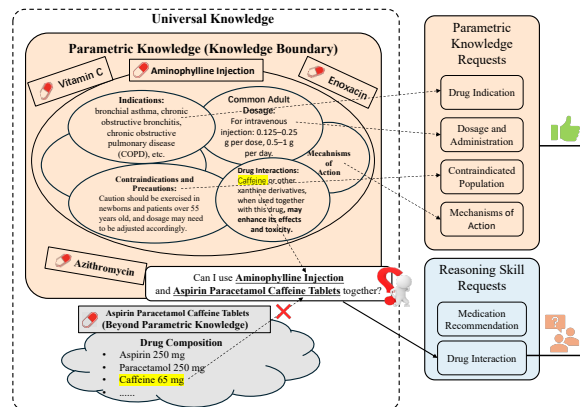 Universal Knowledge
Parametric Knowledge (Knowledge Boundary)
Vitamin C
Aminophylline Injection
Enoxacin
Indications:
bronchial asthma, chronic
obstructive bronchitis,
chronic obstructive
pulmonary disease
(COPD), etc.
Common Adult
Dosage:
For intravenous
injection: 0.125–0.25
g per dose, 0.5–1 g
per day.
Mechanisms
of Action
Contraindications and
Precautions:
Caution should be exercised in
newborns and patients over 55
years old, and dosage may
need to be adjusted accordingly.
Drug Interactions:
Caffeine or other
xanthine derivatives,
when used together
with this drug, may
enhance its effects
and toxicity.
Azithromycin
Can I use Aminophylline Injection
and Aspirin Paracetamol Caffeine Tablets together?
Aspirin Paracetamol Caffeine Tablets
(Beyond Parametric Knowledge)
Drug Composition
• Aspirin 250 mg
• Paracetamol 250 mg
• Caffeine 65 mg
• ......
Parametric
Knowledge
Requests
Drug Indication
Dosage and
Administration
Contraindicated
Population
Mechanisms of
Action
Reasoning Skill
Requests
Medication
Recommendation
Drug Interaction